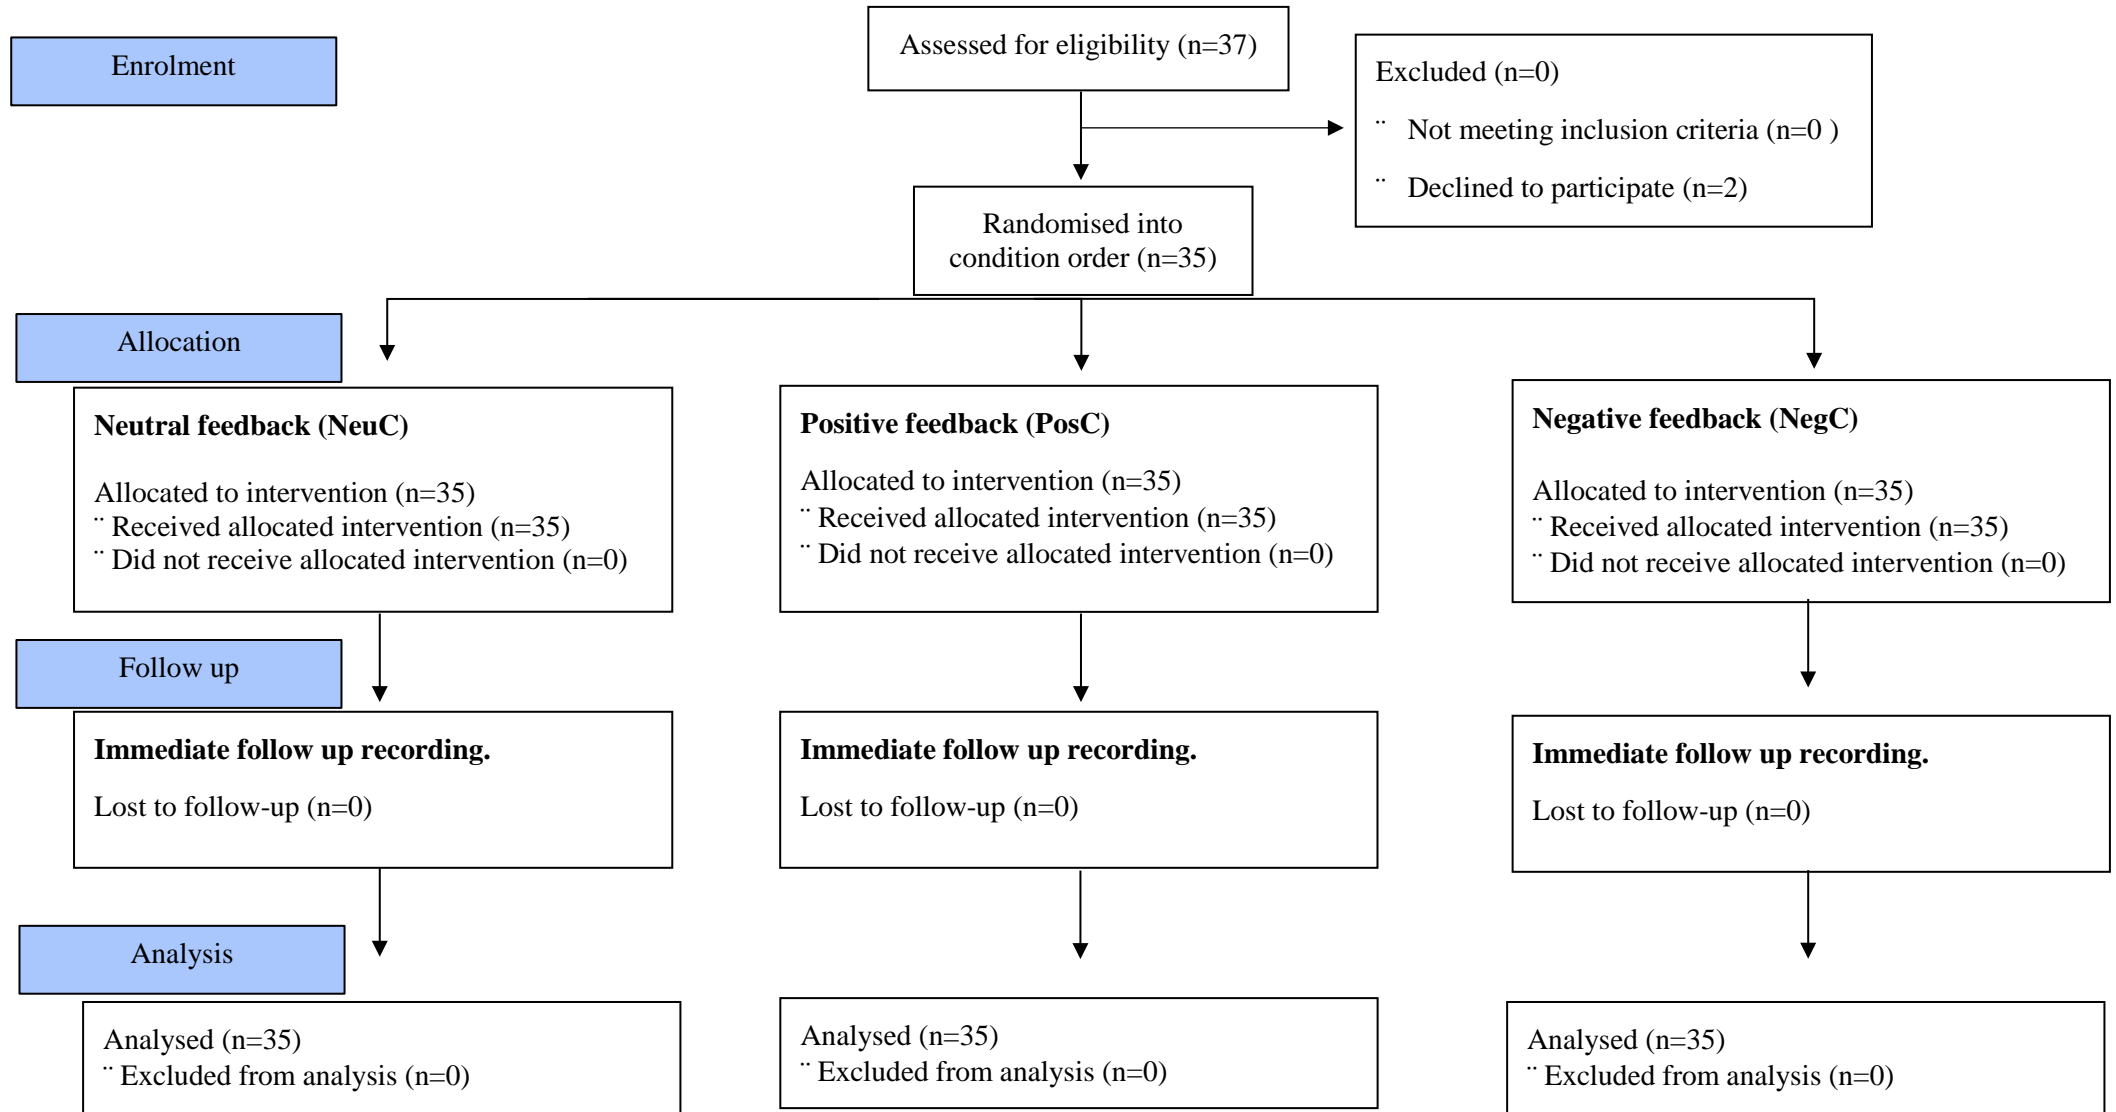 Enrolment
Assessed for eligibility (n=37)
Excluded (n=0)
¨ Not meeting inclusion criteria (n=0 )
¨ Declined to participate (n=2)
Randomised into
condition order (n=35)
Allocation
Neutral feedback (NeuC)
Allocated to intervention (n=35)
¨ Received allocated intervention (n=35)
¨ Did not receive allocated intervention (n=0)
Positive feedback (PosC)
Allocated to intervention (n=35)
¨ Received allocated intervention (n=35)
¨ Did not receive allocated intervention (n=0)
Negative feedback (NegC)
Allocated to intervention (n=35)
¨ Received allocated intervention (n=35)
¨ Did not receive allocated intervention (n=0)
Follow up
Immediate follow up recording.
Lost to follow-up (n=0)
Immediate follow up recording.
Lost to follow-up (n=0)
Immediate follow up recording.
Lost to follow-up (n=0)
Analysis
Analysed (n=35)
¨ Excluded from analysis (n=0)
Analysed (n=35)
¨ Excluded from analysis (n=0)
Analysed (n=35)
¨ Excluded from analysis (n=0)